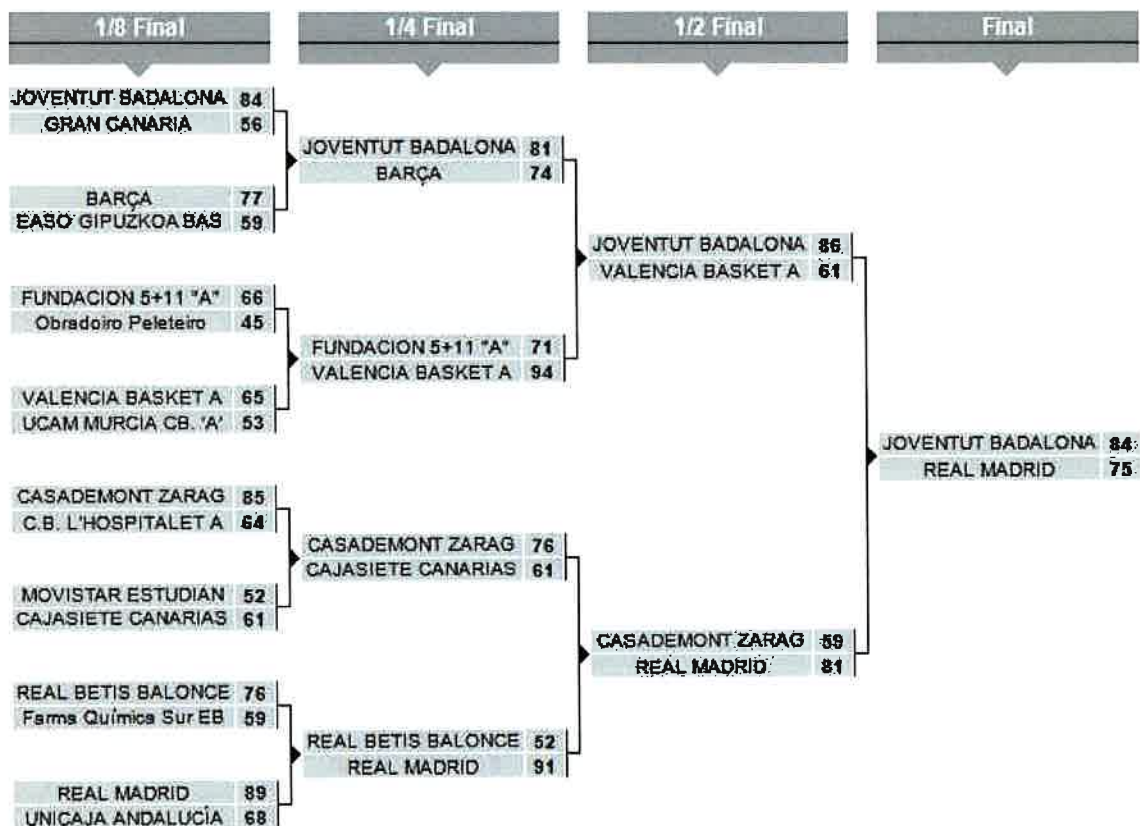 1/8 Final
1/4 Final
1/2 Final
Final
JOVENTUT BADALONA 84
GRAN CANARIA 56
BARÇA 77
EASO GIPUZKOA BAS 59
FUNDACION 5+11 "A" 66
Obradoiro Peleteiro 45
VALENCIA BASKET A 65
UCAM MURCIA CB. 'A' 53
CASADEMONT ZARAG 85
C.B. L'HOSPITALET A 64
MOVISTAR ESTUDIAN 52
CAJASIETE CANARIAS 61
REAL BETIS BALONCE 76
Farma Química Sur EB 59
REAL MADRID 89
UNICAJA ANDALUCÍA 68
JOVENTUT BADALONA 81
BARÇA 74
FUNDACION 5+11 "A" 71
VALENCIA BASKET A 94
CASADEMONT ZARAG 76
CAJASIETE CANARIAS 61
REAL BETIS BALONCE 52
REAL MADRID 91
JOVENTUT BADALONA 86
VALENCIA BASKET A 61
CASADEMONT ZARAG 59
REAL MADRID 81
JOVENTUT BADALONA 84
REAL MADRID 75